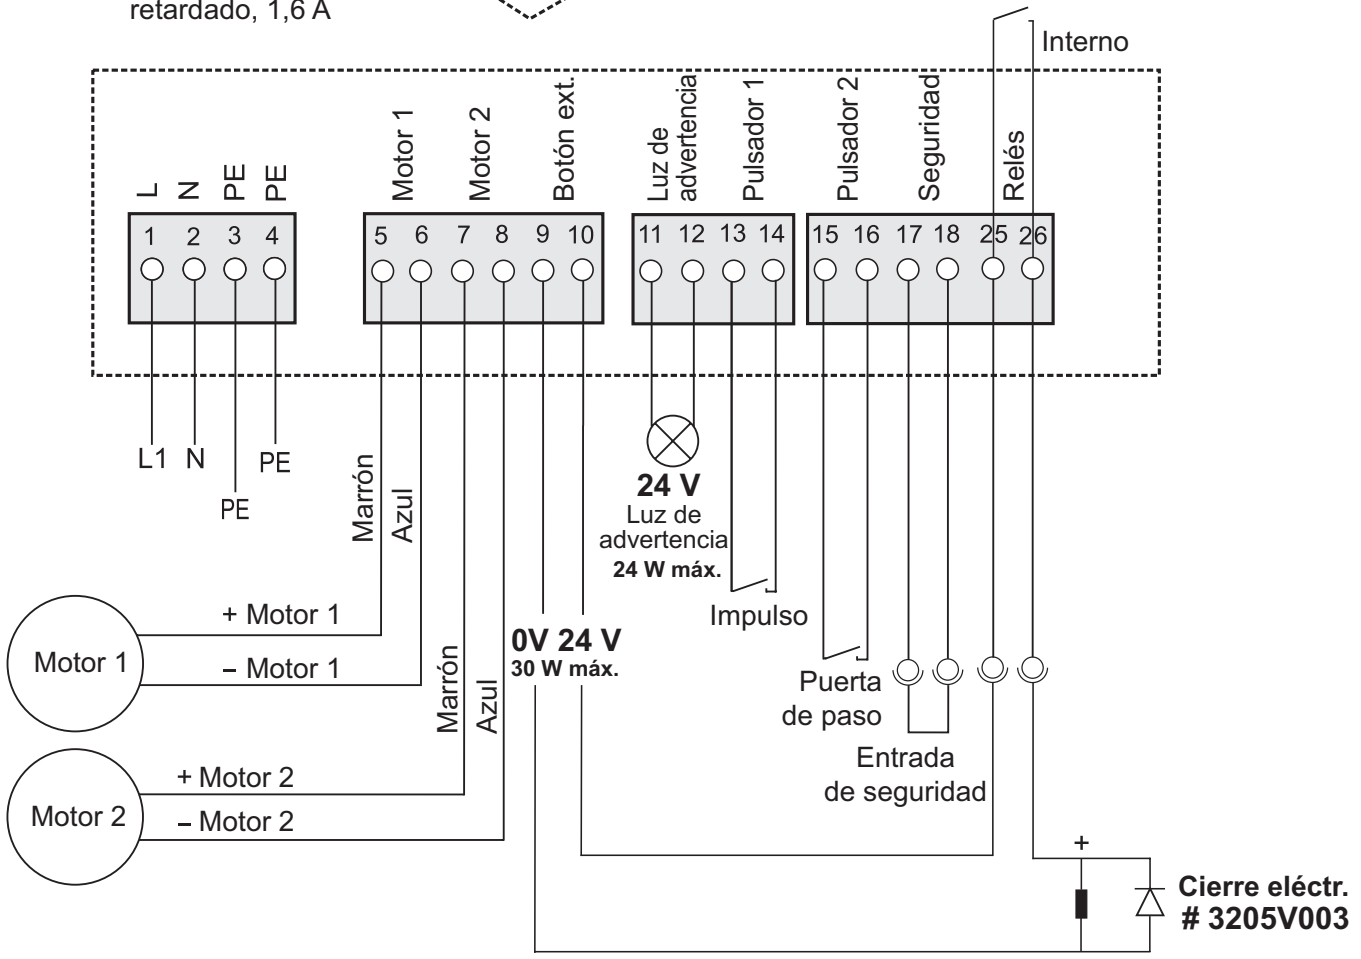 retardado, 1,6 A
Interno
L
N
PE
PE
Motor 1
Motor 2
Botón ext.
Luz de
advertencia
Pulsador 1
Pulsador 2
Seguridad
Relés
1 2 3 4
5 6 7 8 9 10
11 12 13 14
15 16 17 18 25 26
L1 N
PE
PE
Marrón
Azul
24 V
Luz de
advertencia
24 W máx.
Impulso
+ Motor 1
Motor 1
– Motor 1
0V 24 V
30 W máx.
Marrón
Azul
Puerta
de paso
Entrada
de seguridad
+ Motor 2
Motor 2
– Motor 2
+
Cierre eléctr.
# 3205V003